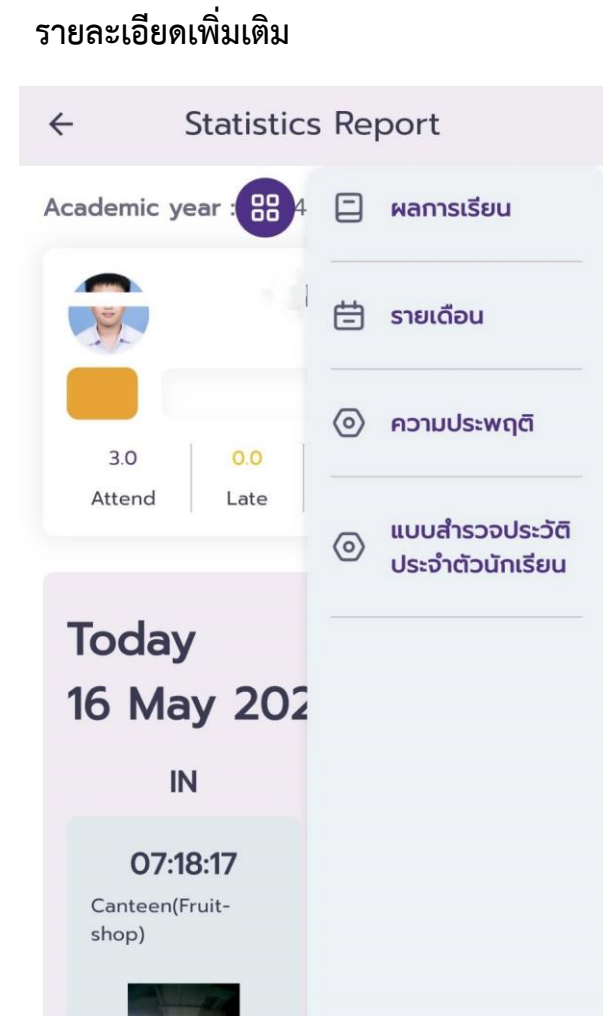 รายละเอียดเพิ่มเติม
Statistics Report
Academic year : 4
ผลการเรียน
รายเดือน
ความประพฤติ
3.0
0.0
Attend
Late
แบบสำรวจประวัติ
ประจำตัวนักเรียน
Today
16 May 202
IN
07:18:17
Canteen(Fruit-
shop)